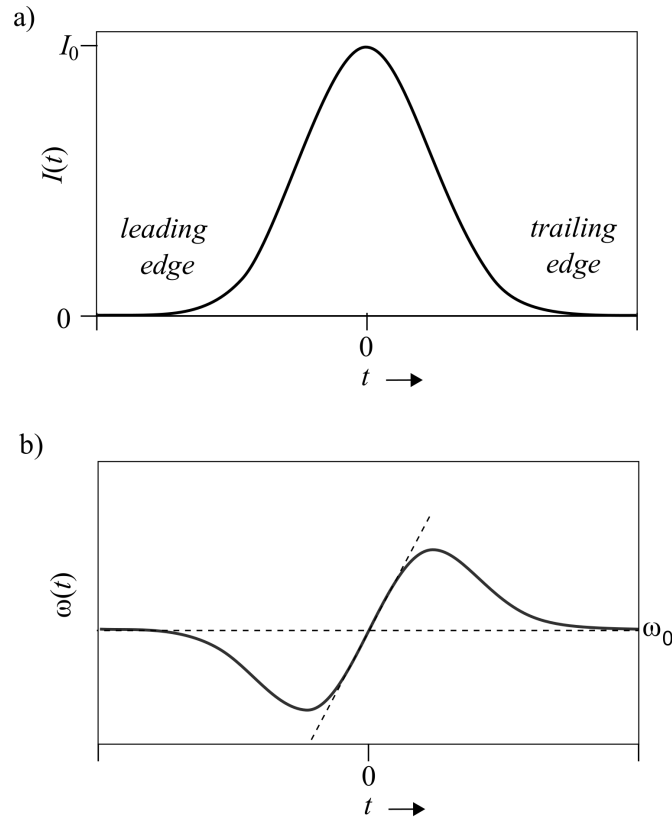 a)
I₀
I(t)
leading
edge
trailing
edge
0
0
t →
b)
ω(t)
ω₀
0
t →